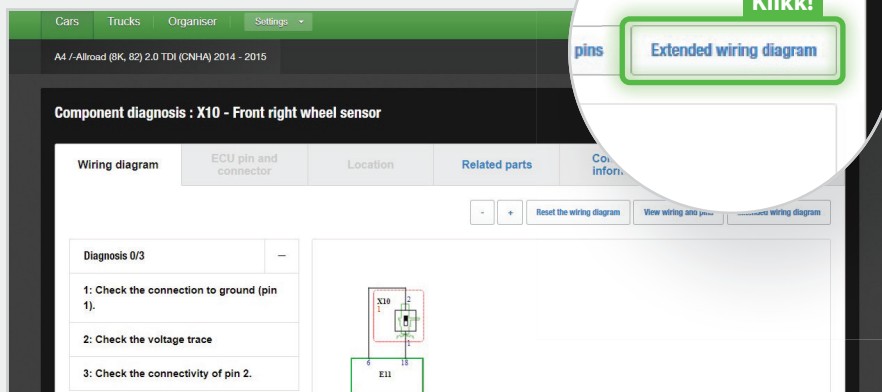 Klikk!
Cars Trucks Organiser Settings
pins Extended wiring diagram
A4 /-Allroad (8K, 82) 2.0 TDI (CNHA) 2014 - 2015
Component diagnosis : X10 - Front right wheel sensor
Wiring diagram
ECU pin and
connector
Location
Related parts
- + Reset the wiring diagram View wiring and pins Extended wiring diagram
Diagnosis 0/3 –
1: Check the connection to ground (pin
1).
2: Check the voltage trace
3: Check the connectivity of pin 2.
X10 2
1
1
6 18
E11